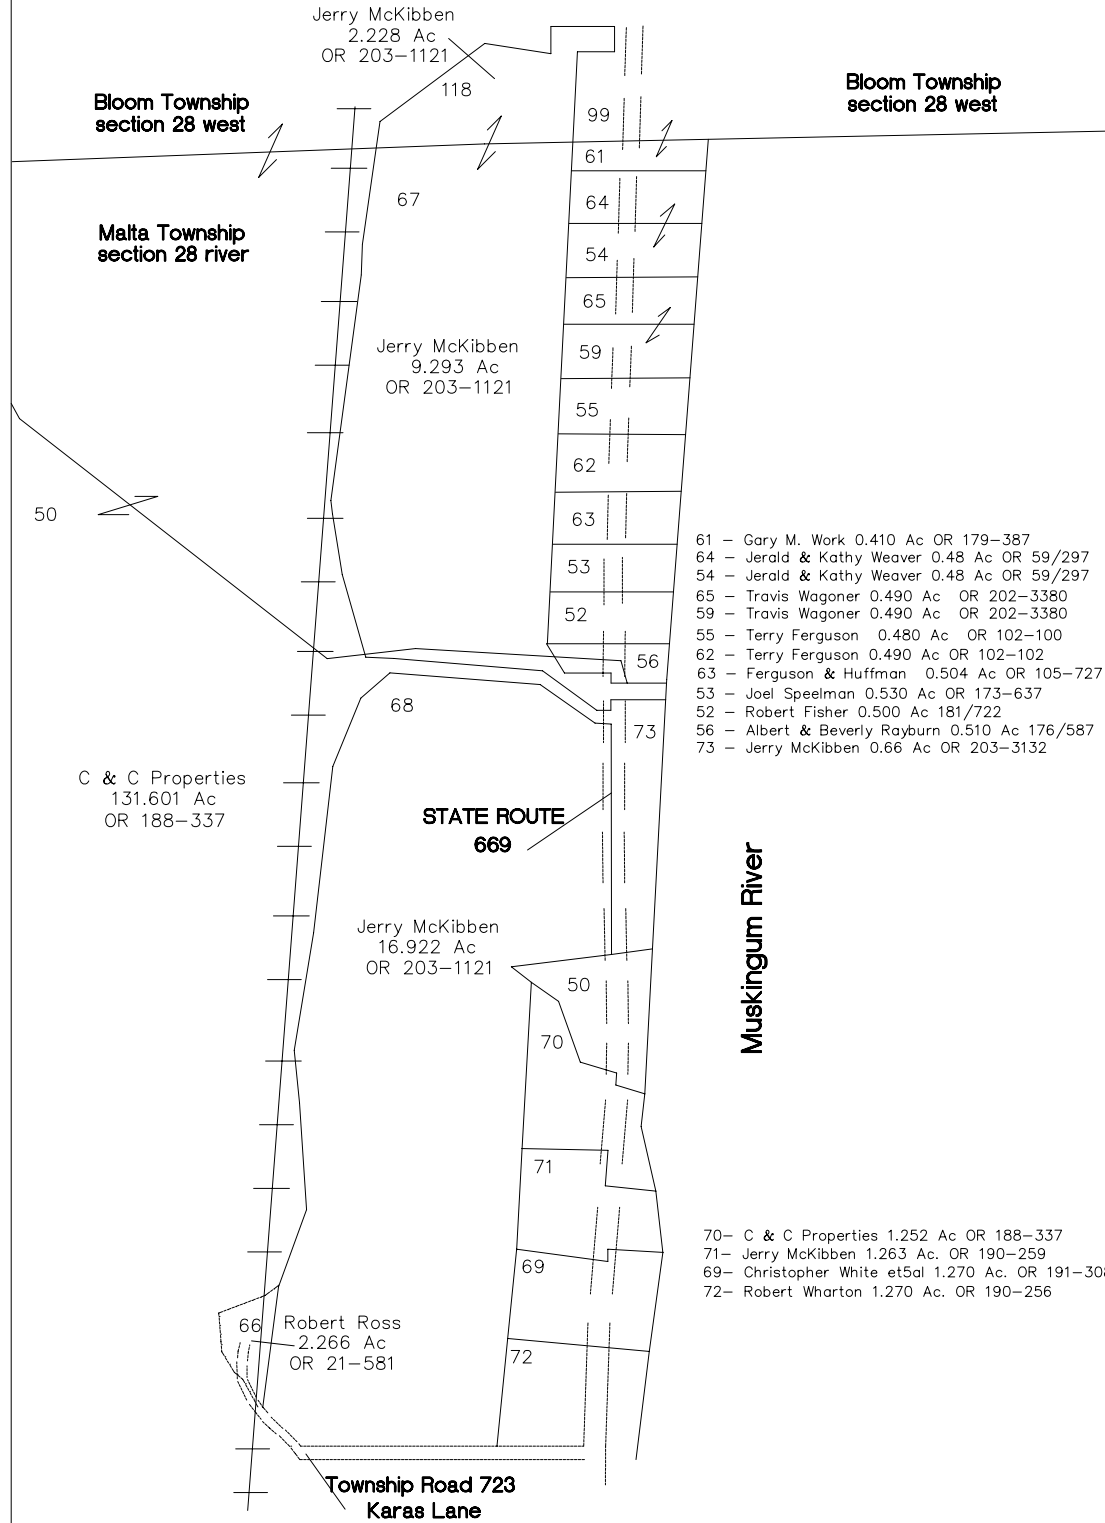 Jerry McKibben
2.228 Ac
OR 203-1121
118
Bloom Township
section 28 west
Bloom Township
section 28 west
99
61
67
64
Malta Township
section 28 river
54
65
Jerry McKibben
9.293 Ac
OR 203-1121
59
55
62
50
63
53
52
56
61 - Gary M. Work 0.410 Ac OR 179-387
64 - Jerald & Kathy Weaver 0.48 Ac OR 59/297
54 - Jerald & Kathy Weaver 0.48 Ac OR 59/297
65 - Travis Wagoner 0.490 Ac OR 202-3380
59 - Travis Wagoner 0.490 Ac OR 202-3380
55 - Terry Ferguson 0.480 Ac OR 102-100
62 - Terry Ferguson 0.490 Ac OR 102-102
63 - Ferguson & Huffman 0.504 Ac OR 105-727
53 - Joel Speelman 0.530 Ac OR 173-637
52 - Robert Fisher 0.500 Ac 181/722
56 - Albert & Beverly Rayburn 0.510 Ac 176/587
73 - Jerry McKibben 0.66 Ac OR 203-3132
68
73
C & C Properties
131.601 Ac
OR 188-337
STATE ROUTE
669
Muskingum River
Jerry McKibben
16.922 Ac
OR 203-1121
50
70
71
69
72
70- C & C Properties 1.252 Ac OR 188-337
71- Jerry McKibben 1.263 Ac. OR 190-259
69- Christopher White et5al 1.270 Ac. OR 191-308
72- Robert Wharton 1.270 Ac. OR 190-256
66
Robert Ross
2.266 Ac
OR 21-581
Township Road 723
Karas Lane